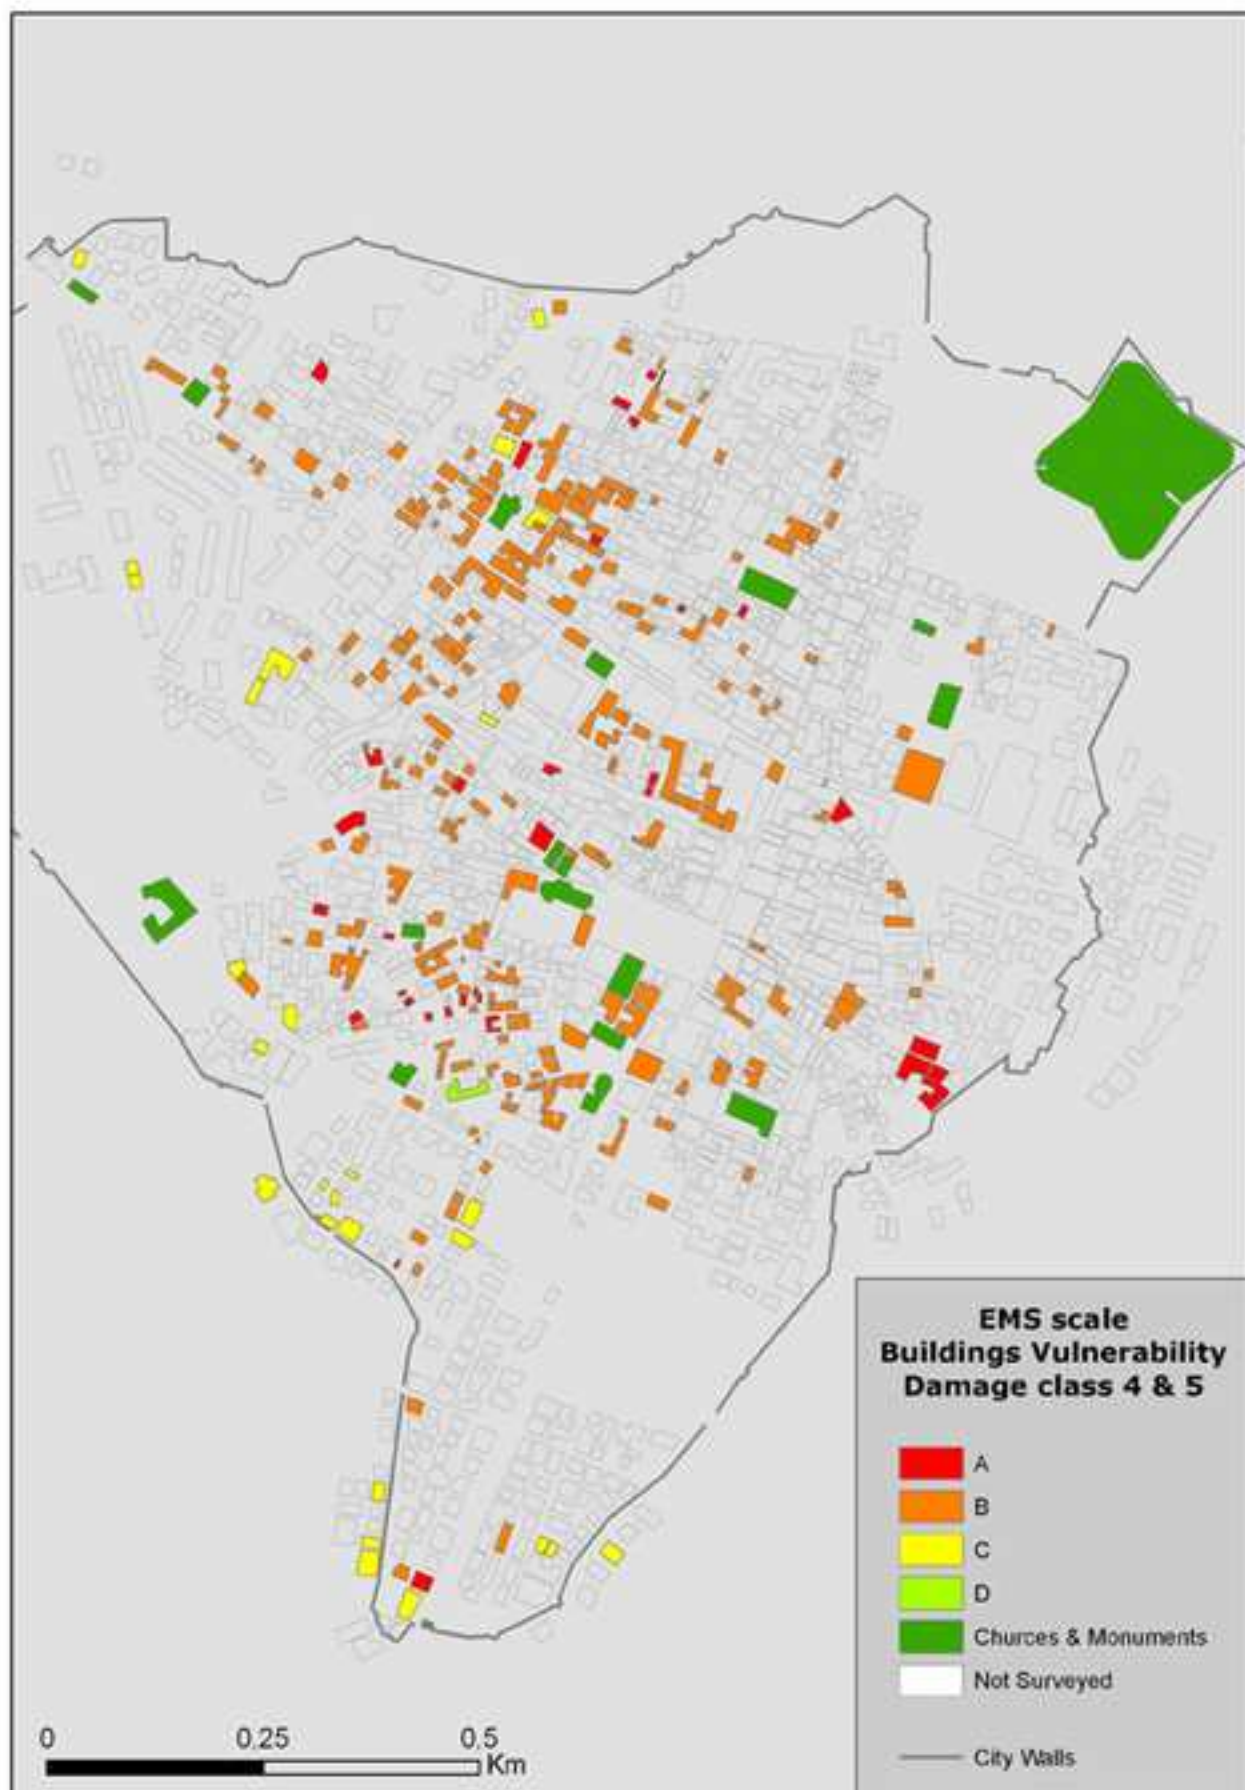 EMS scale
Buildings Vulnerability
Damage class 4 & 5
A
B
C
D
Churces & Monuments
Not Surveyed
City Walls
0 0.25 0.5
Km